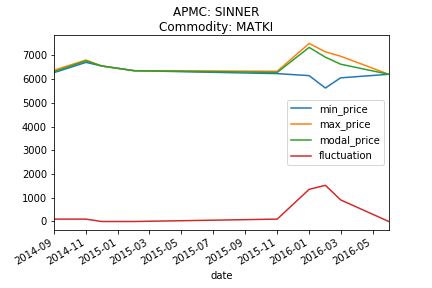 APMC: SINNER
Commodity: MATKI
7000
6000
5000
4000
3000
2000
1000
0
min_price
max_price
modal_price
fluctuation
2014-09
2014-11
2015-01
2015-03
2015-05
2015-07
2015-09
2015-11
2016-01
2016-03
2016-05
date